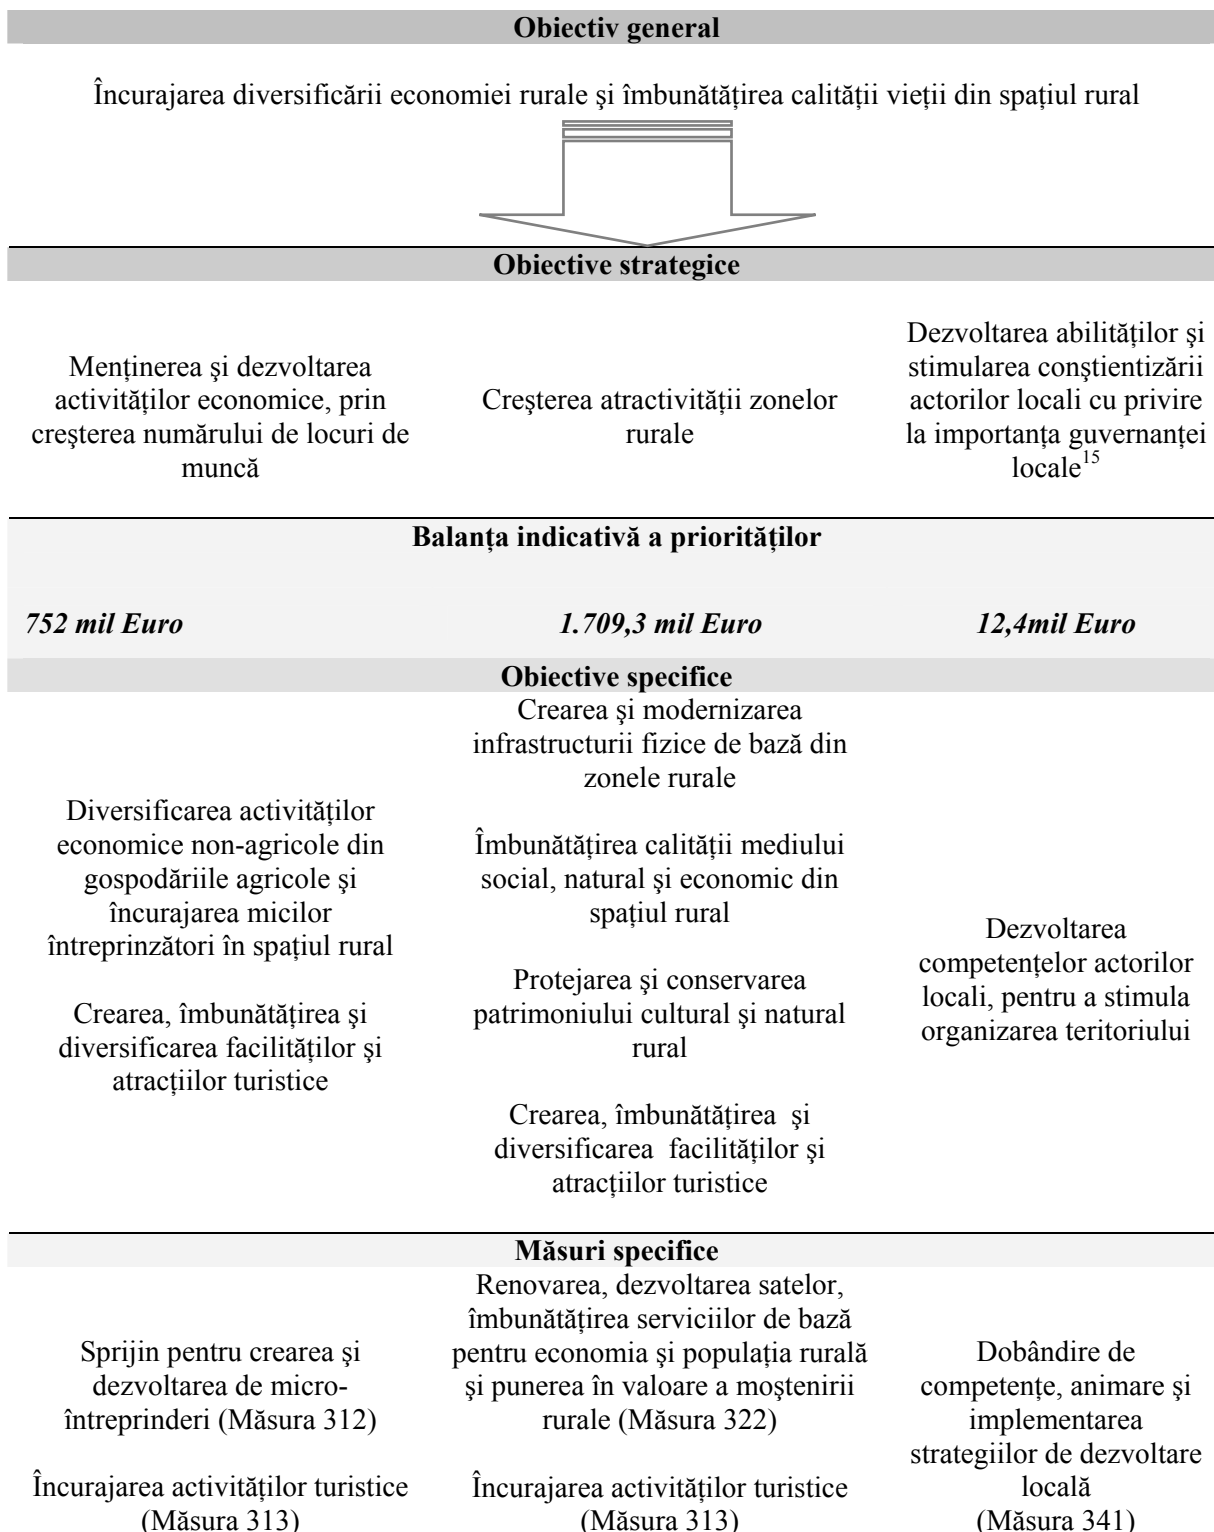 Obiectiv general
Încurajarea diversificării economiei rurale şi îmbunătăţirea calităţii vieţii din spaţiul rural
Obiective strategice
Menţinerea şi dezvoltarea
activităţilor economice, prin
creşterea numărului de locuri de
muncă
Creşterea atractivităţii zonelor
rurale
Dezvoltarea abilităţilor şi
stimularea conştientizării
actorilor locali cu privire
la importanţa guvernanţei
locale15
Balanţa indicativă a priorităţilor
752 mil Euro
1.709,3 mil Euro
12,4mil Euro
Obiective specifice
Diversificarea activităţilor
economice non-agricole din
gospodăriile agricole şi
încurajarea micilor
întreprinzători în spaţiul rural
Crearea, îmbunătăţirea şi
diversificarea facilităţilor şi
atracţiilor turistice
Crearea şi modernizarea
infrastructurii fizice de bază din
zonele rurale
Îmbunătăţirea calităţii mediului
social, natural şi economic din
spaţiul rural
Protejarea şi conservarea
patrimoniului cultural şi natural
rural
Crearea, îmbunătăţirea  şi
diversificarea  facilităţilor şi
atracţiilor turistice
Dezvoltarea
competenţelor actorilor
locali, pentru a stimula
organizarea teritoriului
Măsuri specifice
Sprijin pentru crearea şi
dezvoltarea de micro-
întreprinderi (Măsura 312)
Încurajarea activităţilor turistice
(Măsura 313)
Renovarea, dezvoltarea satelor,
îmbunătăţirea serviciilor de bază
pentru economia şi populaţia rurală
şi punerea în valoare a moştenirii
rurale (Măsura 322)
Încurajarea activităţilor turistice
(Măsura 313)
Dobândire de
competenţe, animare şi
implementarea
strategiilor de dezvoltare
locală
(Măsura 341)